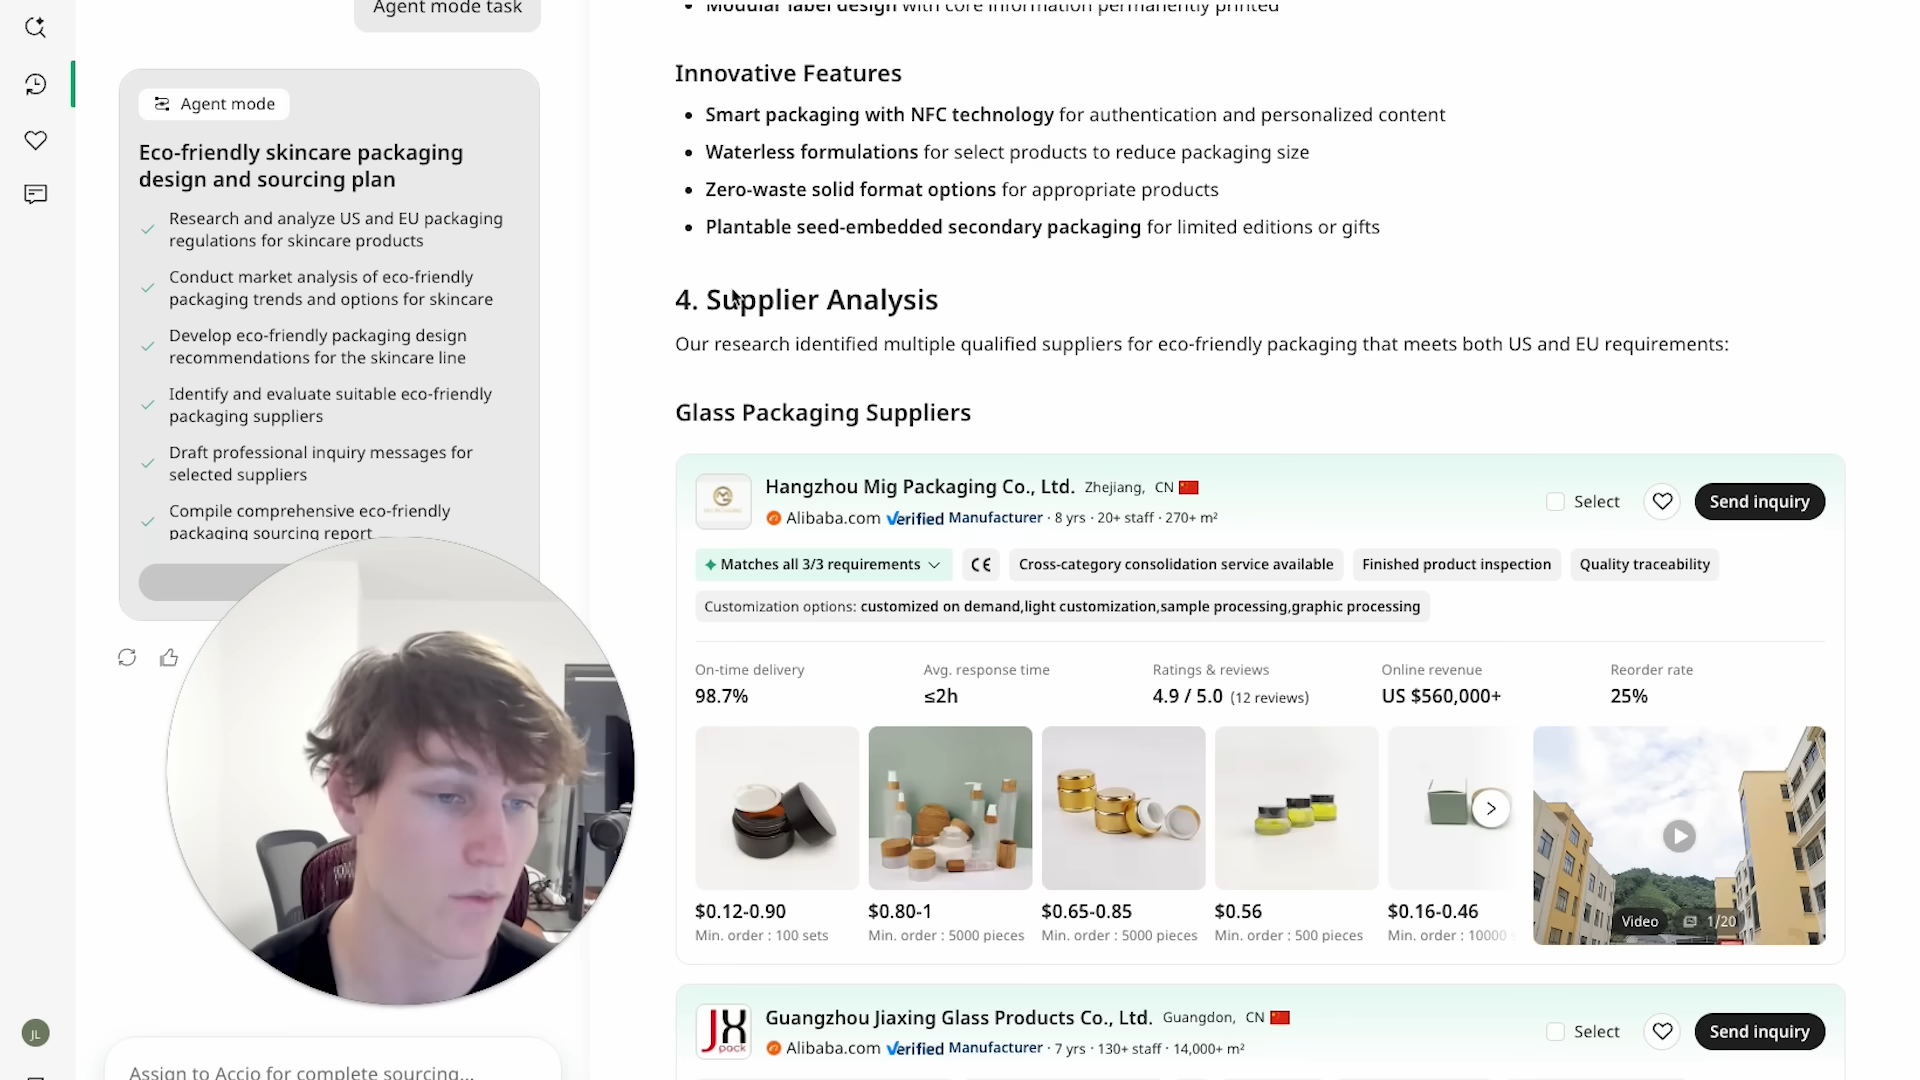 Agent mode task
Agent mode
Eco-friendly skincare packaging
design and sourcing plan
Research and analyze US and EU packaging
regulations for skincare products
Conduct market analysis of eco-friendly
packaging trends and options for skincare
Develop eco-friendly packaging design
recommendations for the skincare line
Identify and evaluate suitable eco-friendly
packaging suppliers
Draft professional inquiry messages for
selected suppliers
Compile comprehensive eco-friendly
packaging sourcing report
JL
Assign to Accio for complete sourcing...
Modular label design with core information permanently printed
Innovative Features
Smart packaging with NFC technology for authentication and personalized content
Waterless formulations for select products to reduce packaging size
Zero-waste solid format options for appropriate products
Plantable seed-embedded secondary packaging for limited editions or gifts
4. Supplier Analysis
Our research identified multiple qualified suppliers for eco-friendly packaging that meets both US and EU requirements:
Glass Packaging Suppliers
Hangzhou Mig Packaging Co., Ltd. Zhejiang, CN
Select
Send inquiry
Alibaba.com Verified Manufacturer · 8 yrs · 20+ staff · 270+ m²
Matches all 3/3 requirements
CE
Cross-category consolidation service available
Finished product inspection
Quality traceability
Customization options: customized on demand,light customization,sample processing,graphic processing
On-time delivery
98.7%
Avg. response time
≤2h
Ratings & reviews
4.9 / 5.0 (12 reviews)
Online revenue
US $560,000+
Reorder rate
25%
$0.12-0.90
Min. order : 100 sets
$0.80-1
Min. order : 5000 pieces
$0.65-0.85
Min. order : 5000 pieces
$0.56
Min. order : 500 pieces
$0.16-0.46
Min. order : 10000 s
Video 1/20
JX
pack
Guangzhou Jiaxing Glass Products Co., Ltd. Guangdon, CN
Select
Send inquiry
Alibaba.com Verified Manufacturer · 7 yrs · 130+ staff · 14,000+ m²